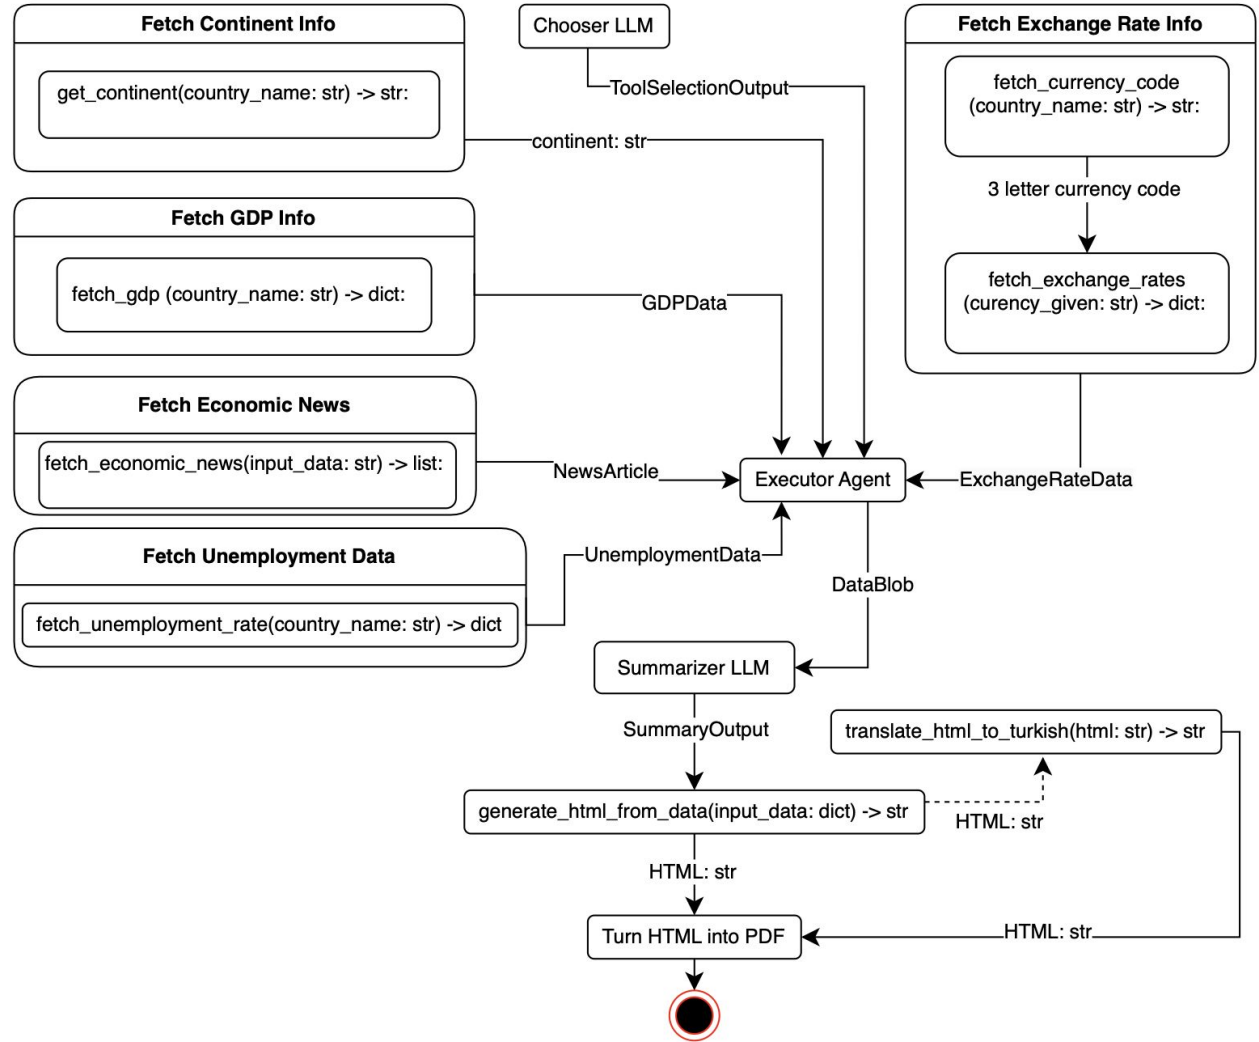 Fetch Continent Info
get_continent(country_name: str) -> str:
Chooser LLM
ToolSelectionOutput
continent: str
Fetch Exchange Rate Info
fetch_currency_code
(country_name: str) -> str:
3 letter currency code
fetch_exchange_rates
(curency_given: str) -> dict:
Fetch GDP Info
fetch_gdp (country_name: str) -> dict:
GDPData
Fetch Economic News
fetch_economic_news(input_data: str) -> list:
NewsArticle
Executor Agent
ExchangeRateData
Fetch Unemployment Data
fetch_unemployment_rate(country_name: str) -> dict
UnemploymentData
DataBlob
Summarizer LLM
SummaryOutput
translate_html_to_turkish(html: str) -> str
generate_html_from_data(input_data: dict) -> str
HTML: str
HTML: str
Turn HTML into PDF
HTML: str